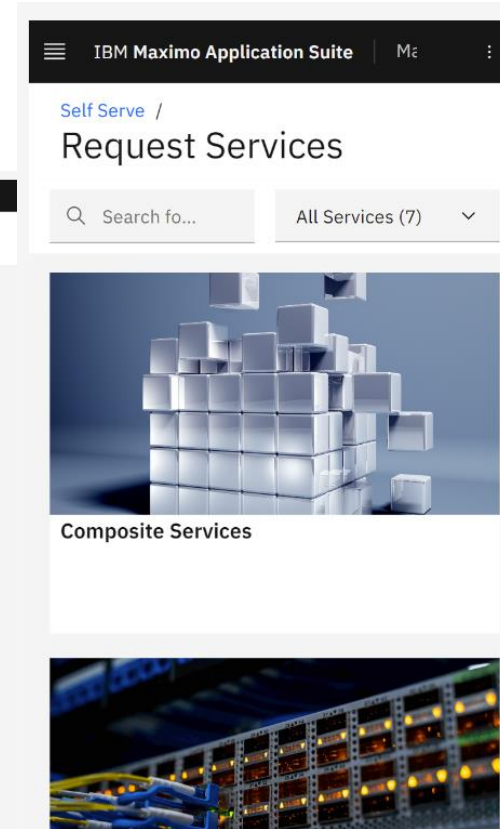 IBM Maximo Application Suite
Self Serve /
Request Services
Search fo...
All Services (7)
Composite Services